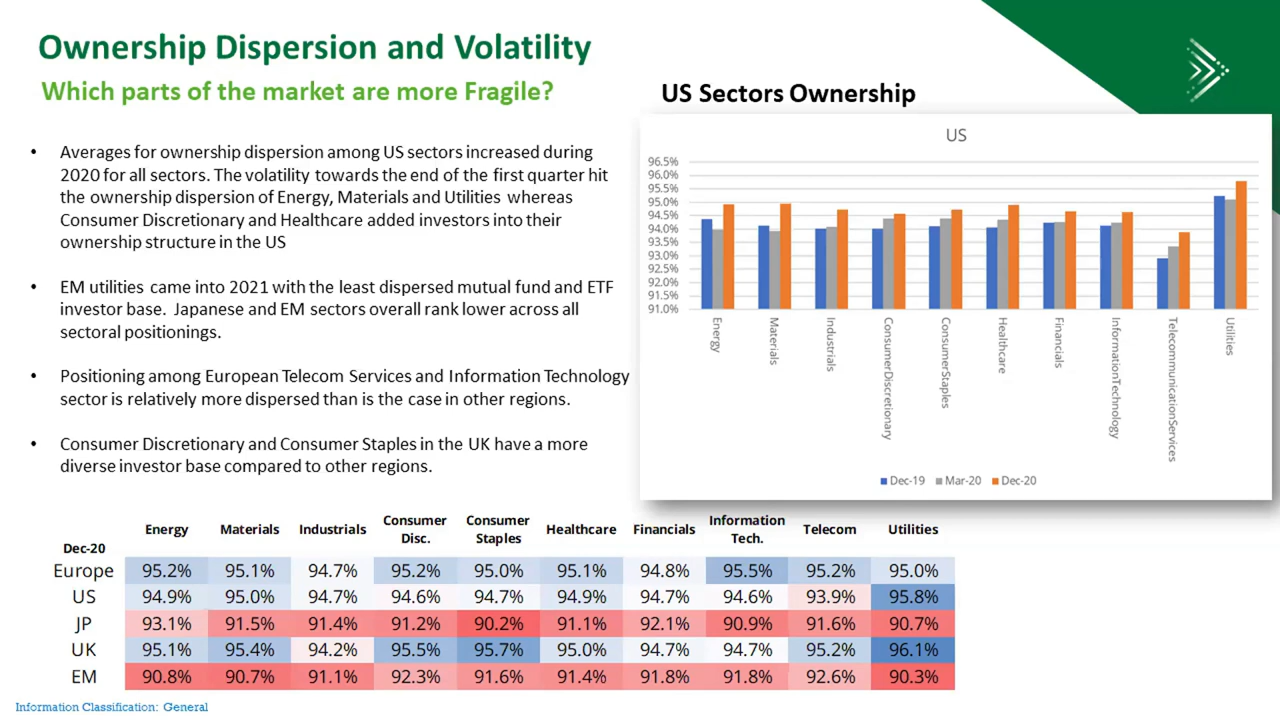 Ownership Dispersion and Volatility
Which parts of the market are more Fragile?
• Averages for ownership dispersion among US sectors increased during
2020 for all sectors. The volatility towards the end of the first quarter hit
the ownership dispersion of Energy, Materials and Utilities whereas
Consumer Discretionary and Healthcare added investors into their
ownership structure in the US
• EM utilities came into 2021 with the least dispersed mutual fund and ETF
investor base. Japanese and EM sectors overall rank lower across all
sectoral positionings.
• Positioning among European Telecom Services and Information Technology
sector is relatively more dispersed than is the case in other regions.
• Consumer Discretionary and Consumer Staples in the UK have a more
diverse investor base compared to other regions.
US Sectors Ownership
US
96.5%
96.0%
95.5%
95.0%
94.5%
94.0%
93.5%
93.0%
92.5%
92.0%
91.5%
91.0%
Energy
Materials
Industrials
ConsumerDiscretionary
ConsumerStaples
Healthcare
Financials
InformationTechnology
TelecommunicationServices
Utilities
Dec-19 Mar-20 Dec-20
Dec-20 Energy Materials Industrials Consumer Disc. Consumer Staples Healthcare Financials Information Tech. Telecom Utilities
Europe 95.2% 95.1% 94.7% 95.2% 95.0% 95.1% 94.8% 95.5% 95.2% 95.0%
US 94.9% 95.0% 94.7% 94.6% 94.7% 94.9% 94.7% 94.6% 93.9% 95.8%
JP 93.1% 91.5% 91.4% 91.2% 90.2% 91.1% 92.1% 90.9% 91.6% 90.7%
UK 95.1% 95.4% 94.2% 95.5% 95.7% 95.0% 94.7% 94.7% 95.2% 96.1%
EM 90.8% 90.7% 91.1% 92.3% 91.6% 91.4% 91.8% 91.8% 92.6% 90.3%
Information Classification: General